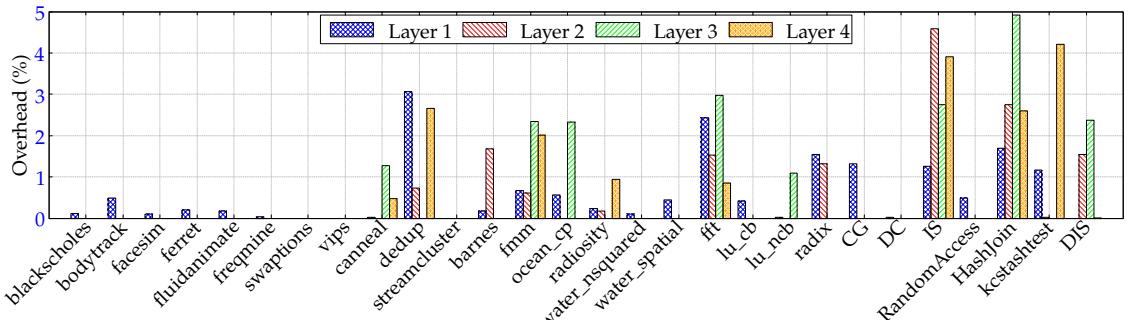 Overhead (%)
5
4
3
2
1
0
Layer 1 Layer 2 Layer 3 Layer 4
blackscholes
bodytrack
facesim
ferret
fluidanimate
freqmine
swaptions
vips
canneal
dedup
streamcluster
barnes
fmm
ocean_cp
radiosity
water_nsquared
water_spatial
fft
lu_cb
lu_ncb
radix
CG
DC
IS
RandomAccess
HashJoin
kcstashtest
DIS